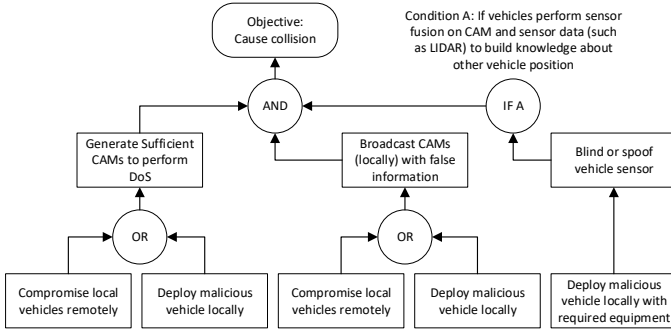 Objective:
Cause collision
Condition A: If vehicles perform sensor
fusion on CAM and sensor data (such
as LIDAR) to build knowledge about
other vehicle position
AND
IF A
Generate Sufficient
CAMs to perform
DoS
Broadcast CAMs
(locally) with false
information
Blind or spoof
vehicle sensor
OR
OR
Compromise local
vehicles remotely
Deploy malicious
vehicle locally
Compromise local
vehicles remotely
Deploy malicious
vehicle locally
Deploy malicious
vehicle locally with
required equipment